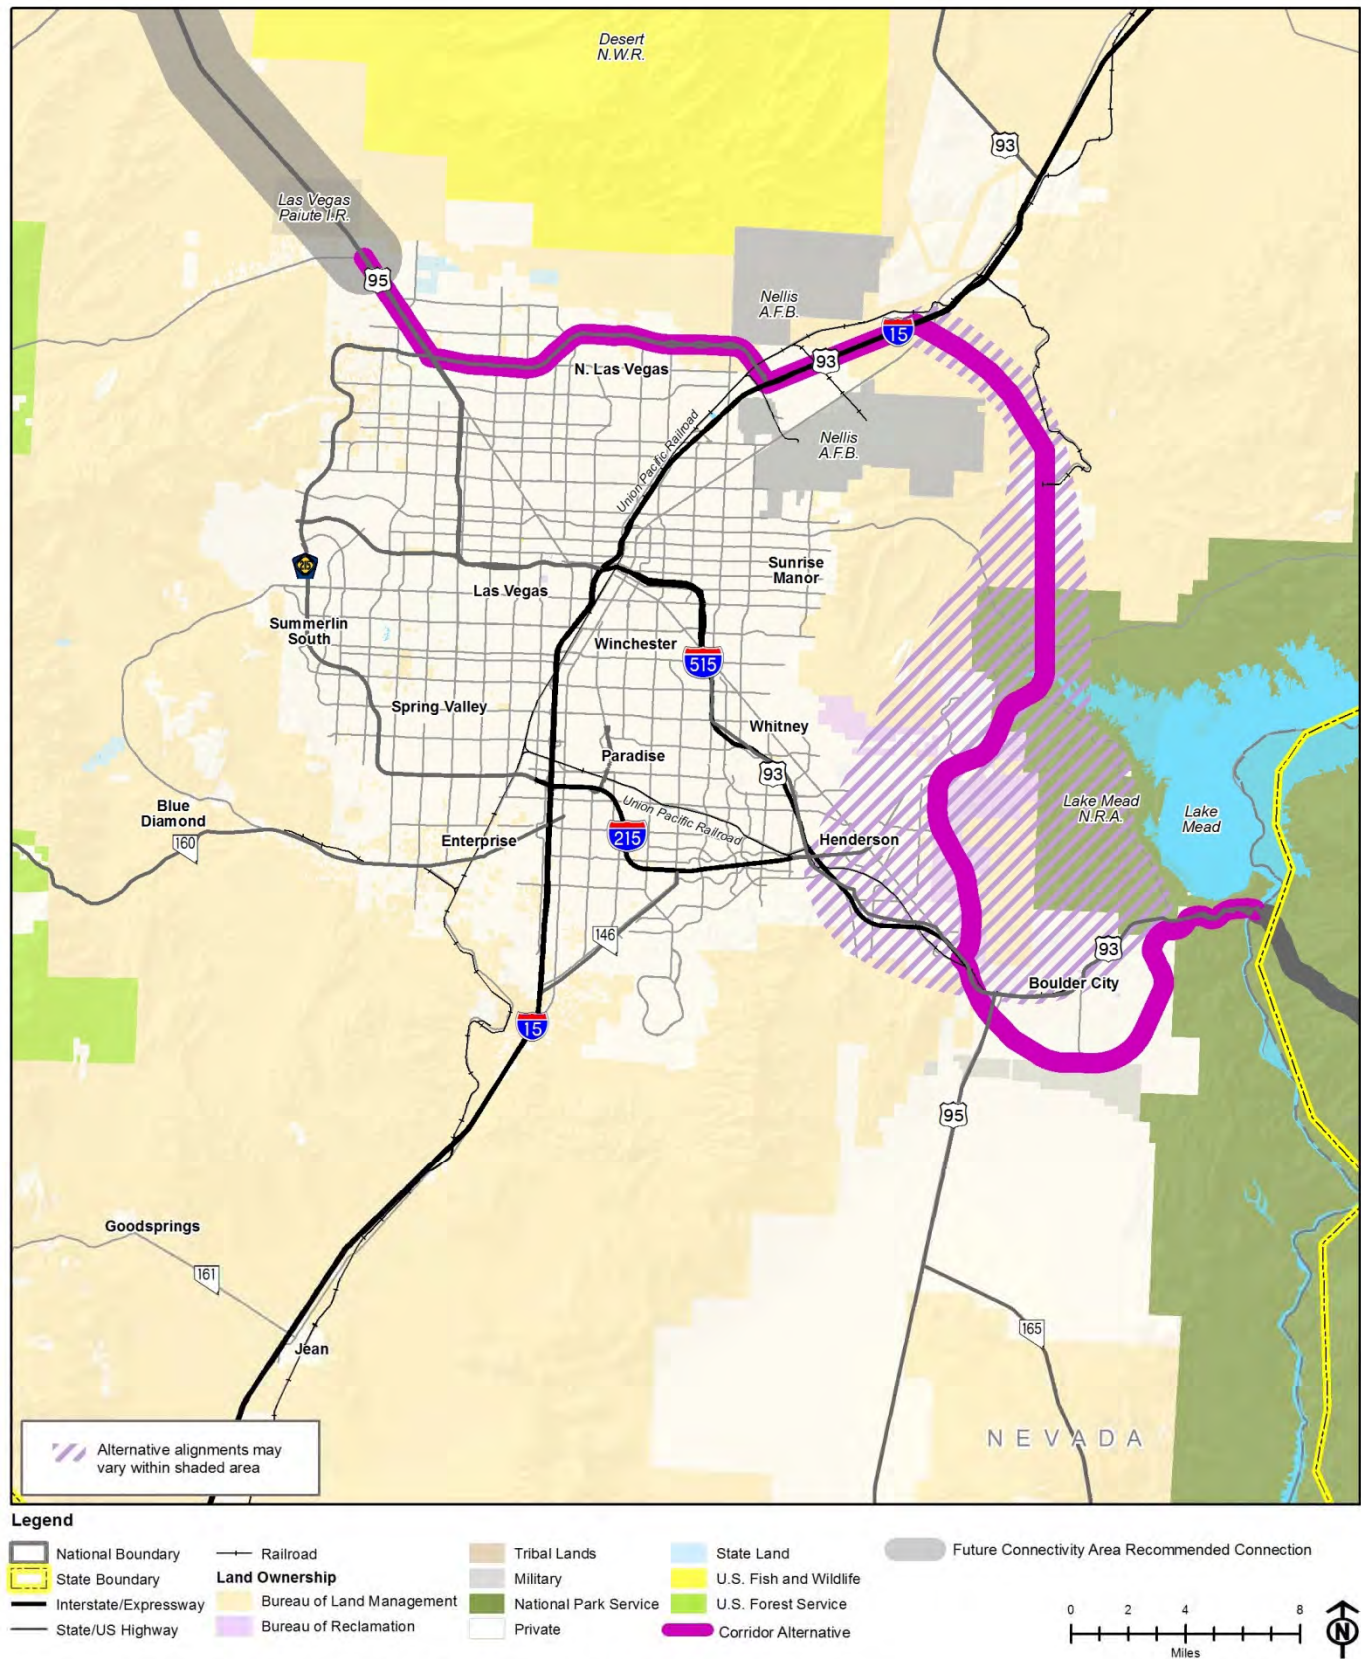 Desert
N.W.R.
93
Las Vegas
Paiute I.R.
95
Nellis
A.F.B.
15
93
N. Las Vegas
Nellis
A.F.B.
Union Pacific Railroad
215
Las Vegas
Sunrise
Manor
Summerlin
South
Winchester
515
Spring Valley
Whitney
Paradise
93
Lake Mead
N.R.A.
Lake
Mead
Blue
Diamond
160
Enterprise
Union Pacific Railroad
215
Henderson
146
93
Boulder City
15
95
Goodsprings
161
Jean
165
NEVADA
Alternative alignments may
vary within shaded area
Legend
National Boundary
State Boundary
Interstate/Expressway
State/US Highway
Railroad
Land Ownership
Bureau of Land Management
Bureau of Reclamation
Tribal Lands
Military
National Park Service
Private
State Land
U.S. Fish and Wildlife
U.S. Forest Service
Corridor Alternative
Future Connectivity Area Recommended Connection
0 2 4 8
Miles
N